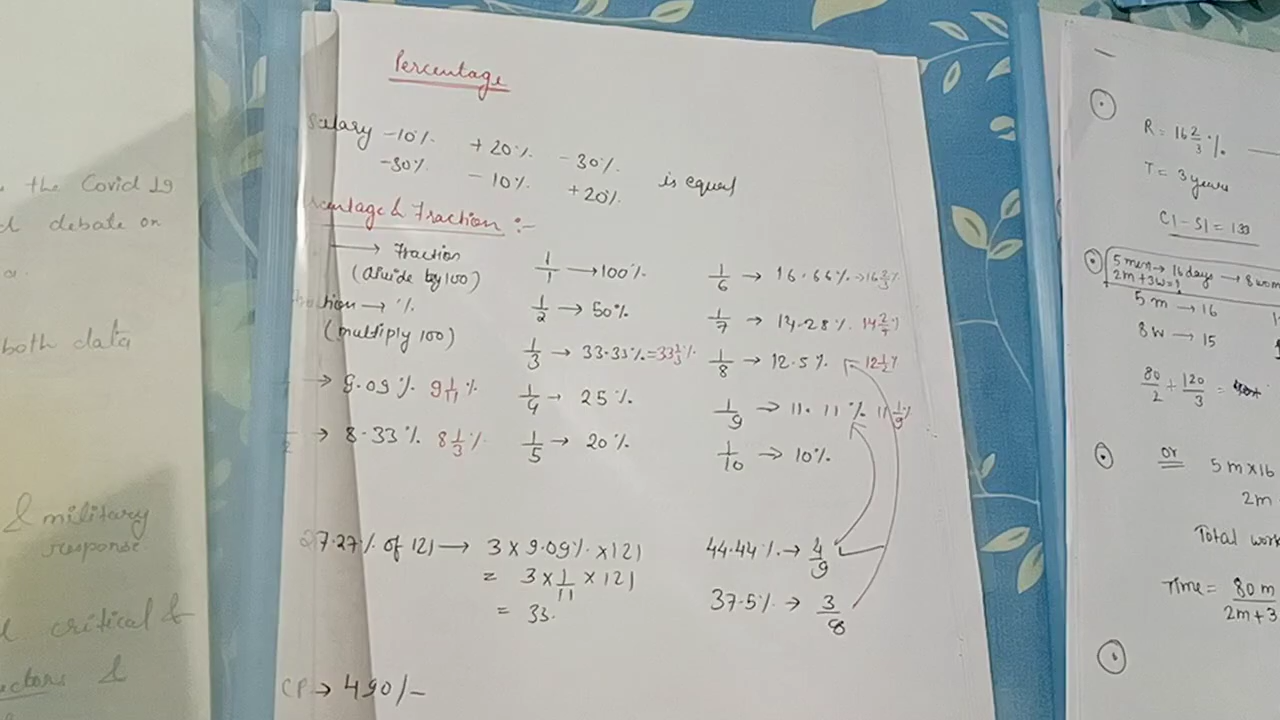 the Covid 19
debate on
both data
& military
response
critical &
&
Percentage
Salary -10% +20% -30%
-30% -10% +20% is equal
& Fraction :-
→ Fraction
(divide by 100)
→ %
(multiply 100)
→ 9.09% 9 1/11 %
→ 8.33% 8 1/3 %
1/1 → 100%
1/2 → 50%
1/3 → 33.33% = 33 1/3 %
1/4 → 25%
1/5 → 20%
1/6 → 16.66% → 16 2/3 %
1/7 → 14.28% 14 2/7 %
1/8 → 12.5% 12 1/2 %
1/9 → 11.11% 11 1/9 %
1/10 → 10%
27.27% of 121 → 3 × 9.09% × 121
= 3 × 1/11 × 121
= 33.
44.44% → 4/9
37.5% → 3/8
CP → 490/-
R = 16 2/3 %
T = 3 years
CI - SI =
5 men → 16 days → 8 wom
2m + 3w = ?
5 m → 16
8 W → 15
80/2 + 120/3 =
or 5 m × 16
2m
Total work
Time = 80 m / 2m + 3